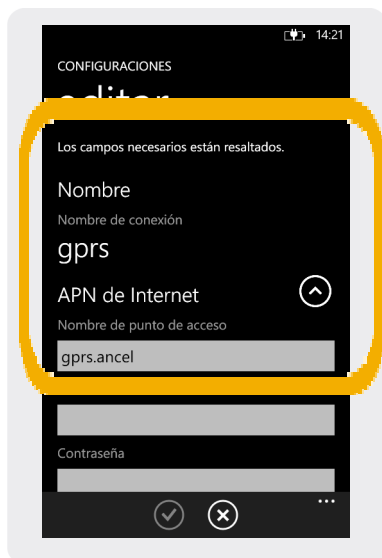 14:21
CONFIGURACIONES
editor
Los campos necesarios están resaltados.
Nombre
Nombre de conexión
gprs
APN de Internet
Nombre de punto de acceso
gprs.ancel
Contraseña